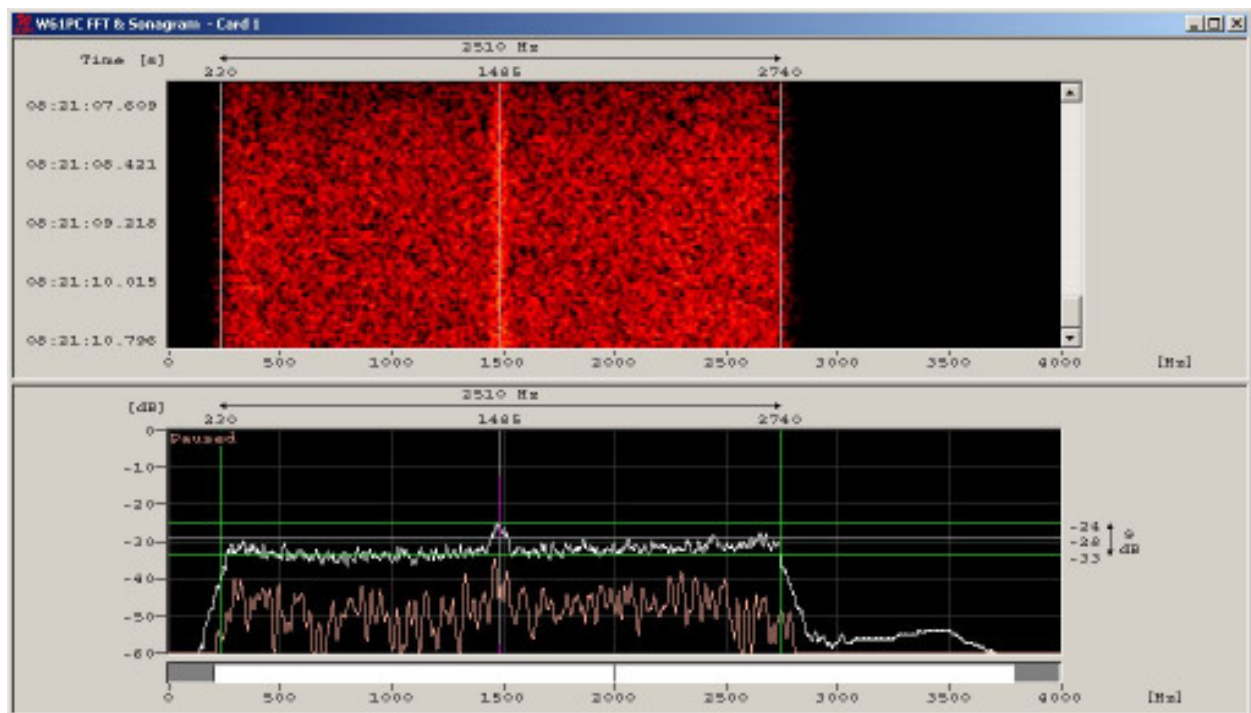 W61PC FFT & Sonagram - Card 1
2510 Hz
Time [s]
220 1485 2740
08:21:07.609
08:21:08.421
08:21:09.218
08:21:10.015
08:21:10.796
0 500 1000 1500 2000 2500 3000 3500 4000 [Hz]
2510 Hz
[dB]
220 1485 2740
0
Paused
-10
-20
-24
-30
-28
dB
-33
-40
-50
-60
0 500 1000 1500 2000 2500 3000 3500 4000 [Hz]